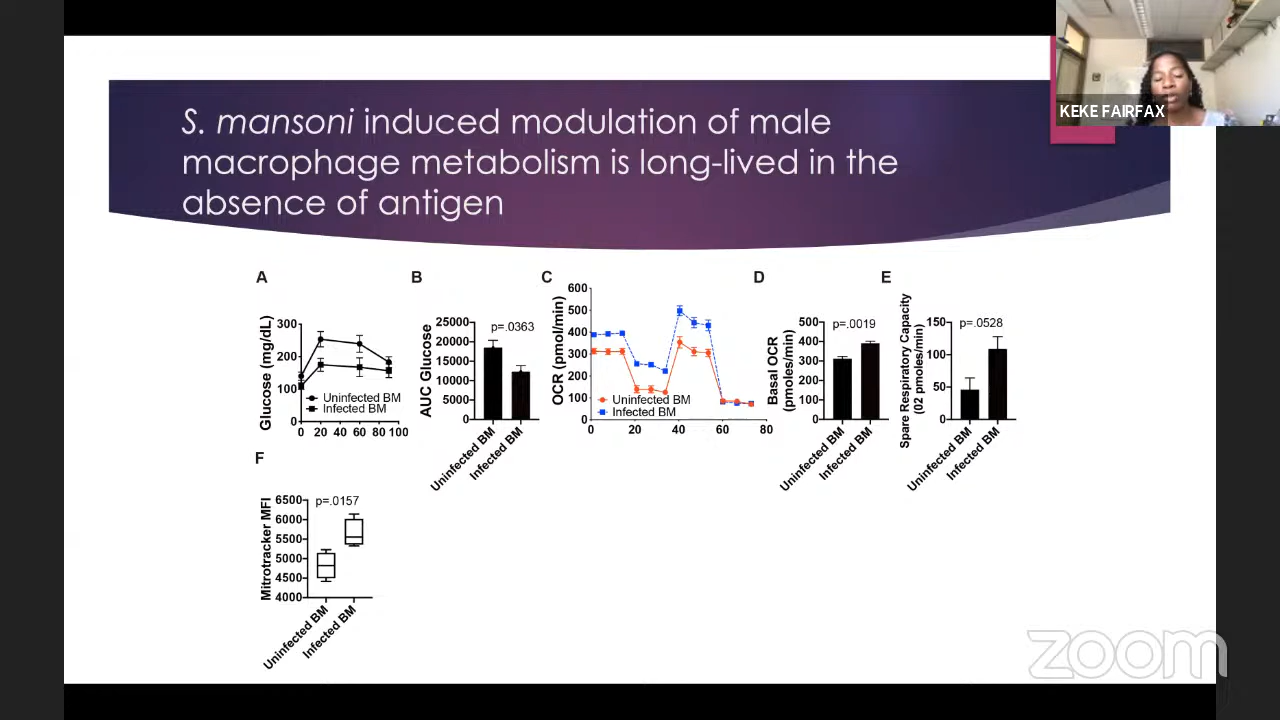 KEKE FAIRFAX
S. mansoni induced modulation of male
macrophage metabolism is long-lived in the
absence of antigen
A
Glucose (mg/dL)
300
200
100
0
Uninfected BM
Infected BM
0 20 40 60 80 100
B
AUC Glucose
25000
20000
15000
10000
5000
0
p=.0363
Uninfected BM
Infected BM
C
OCR (pmol/min)
600
500
400
300
200
100
0
Uninfected BM
Infected BM
0 20 40 60 80
D
Basal OCR
(pmoles/min)
500
400
300
200
100
0
p=.0019
Uninfected BM
Infected BM
E
Spare Respiratory Capacity
(02 pmoles/min)
150
100
50
0
p=.0528
Uninfected BM
Infected BM
F
Mitrotracker MFI
6500
6000
5500
5000
4500
4000
p=.0157
Uninfected BM
Infected BM
zoom